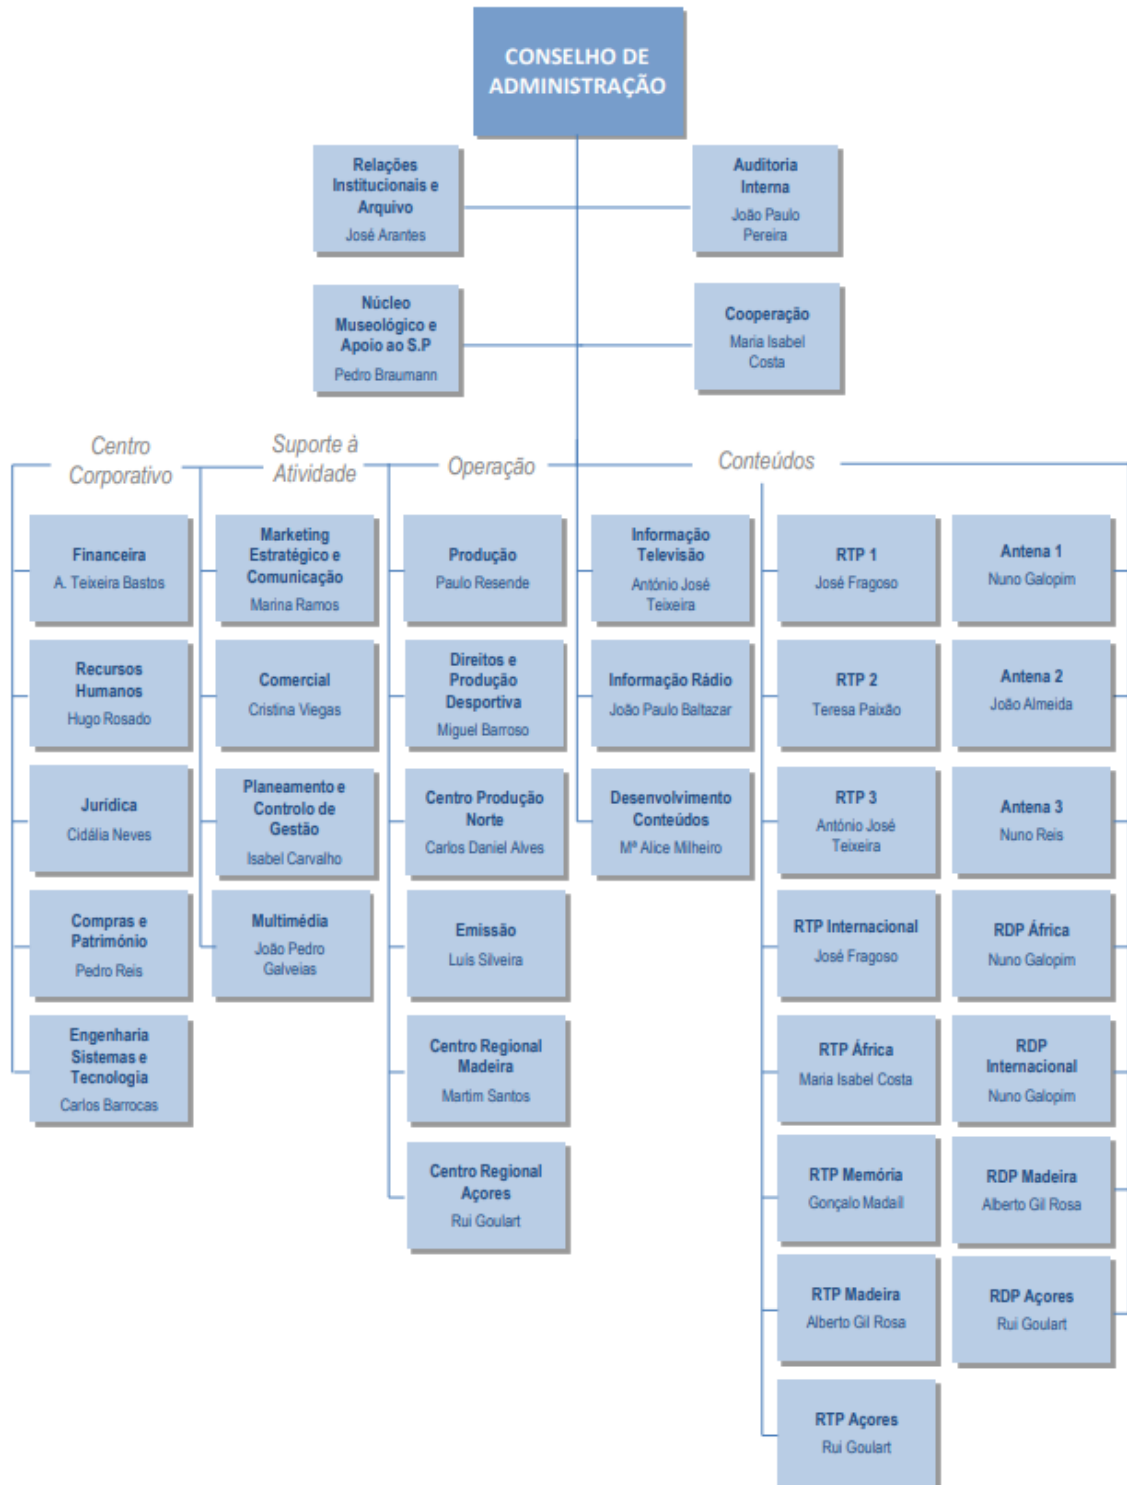 CONSELHO DE
ADMINISTRAÇÃO
Relações
Institucionais e
Arquivo
José Arantes
Auditoria
Interna
João Paulo
Pereira
Núcleo
Museológico e
Apoio ao S.P
Pedro Braumann
Cooperação
Maria Isabel
Costa
Centro
Corporativo
Suporte à
Atividade
Operação
Conteúdos
Financeira
A. Teixeira Bastos
Recursos
Humanos
Hugo Rosado
Jurídica
Cidália Neves
Compras e
Património
Pedro Reis
Engenharia
Sistemas e
Tecnologia
Carlos Barrocas
Marketing
Estratégico e
Comunicação
Marina Ramos
Comercial
Cristina Viegas
Planeamento e
Controlo de
Gestão
Isabel Carvalho
Multimédia
João Pedro
Galveias
Produção
Paulo Resende
Direitos e
Produção
Desportiva
Miguel Barroso
Centro Produção
Norte
Carlos Daniel Alves
Emissão
Luís Silveira
Centro Regional
Madeira
Martim Santos
Centro Regional
Açores
Rui Goulart
Informação
Televisão
António José
Teixeira
Informação Rádio
João Paulo Baltazar
Desenvolvimento
Conteúdos
Mª Alice Milheiro
RTP 1
José Fragoso
RTP 2
Teresa Paixão
RTP 3
António José
Teixeira
RTP Internacional
José Fragoso
RTP África
Maria Isabel Costa
RTP Memória
Gonçalo Madaíl
RTP Madeira
Alberto Gil Rosa
RTP Açores
Rui Goulart
Antena 1
Nuno Galopim
Antena 2
João Almeida
Antena 3
Nuno Reis
RDP África
Nuno Galopim
RDP
Internacional
Nuno Galopim
RDP Madeira
Alberto Gil Rosa
RDP Açores
Rui Goulart